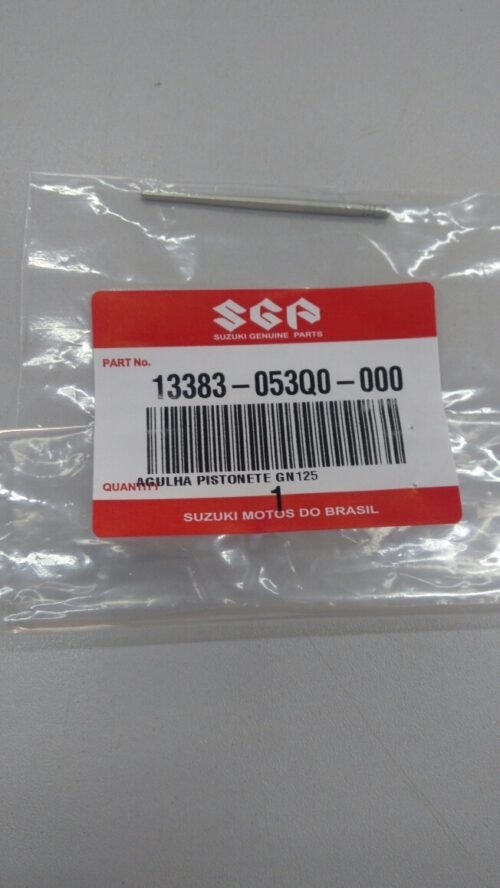 SGP
SUZUKI GENUINE PARTS
PART No.
13383-053Q0-000
AGULHA PISTONETE GN125
QUANTITY
1
SUZUKI MOTOS DO BRASIL